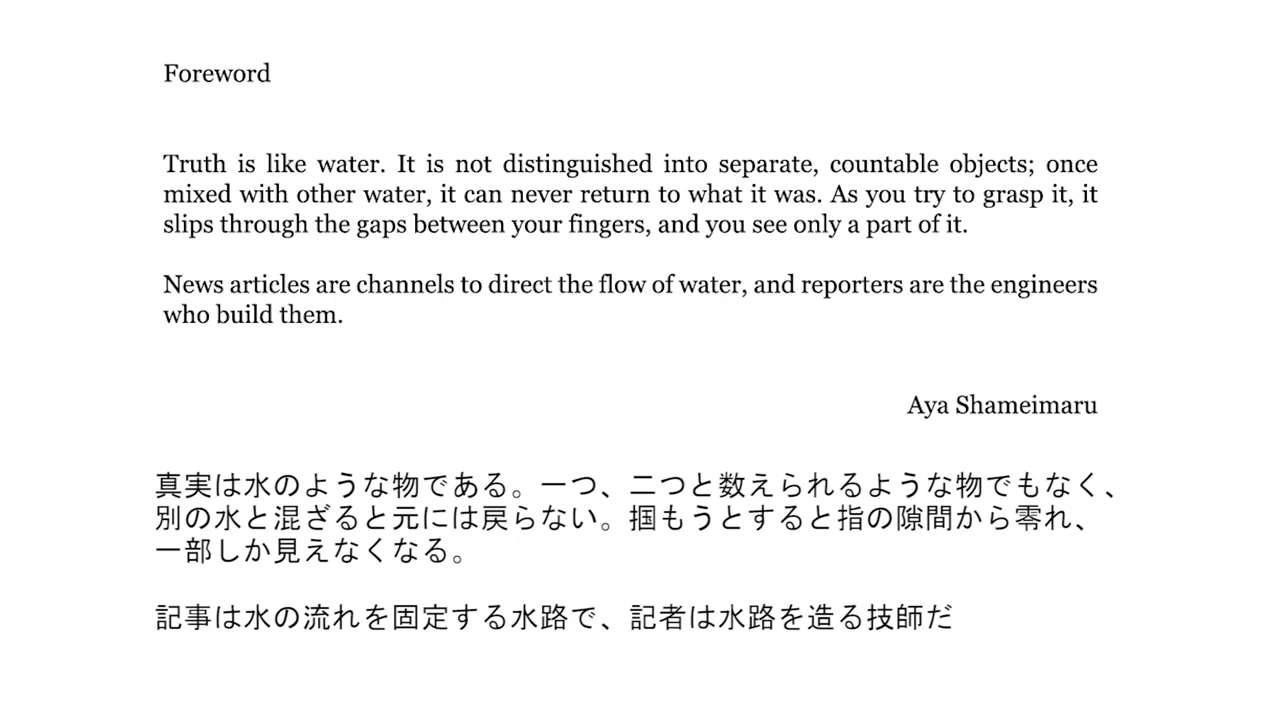 Foreword
Truth is like water. It is not distinguished into separate, countable objects; once
mixed with other water, it can never return to what it was. As you try to grasp it, it
slips through the gaps between your fingers, and you see only a part of it.
News articles are channels to direct the flow of water, and reporters are the engineers
who build them.
Aya Shameimaru
真実は水のような物である。一つ、二つと数えられるような物でもなく、
別の水と混ざると元には戻らない。掴もうとすると指の隙間から零れ、
一部しか見えなくなる。
記事は水の流れを固定する水路で、記者は水路を造る技師だ